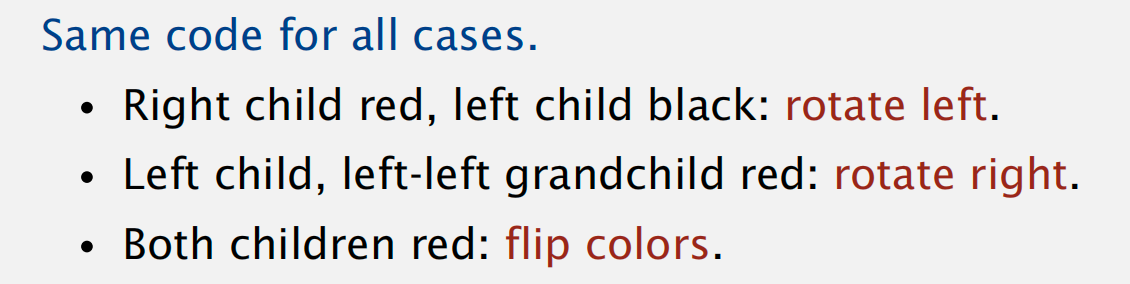 Same code for all cases.
• Right child red, left child black: rotate left.
• Left child, left-left grandchild red: rotate right.
• Both children red: flip colors.